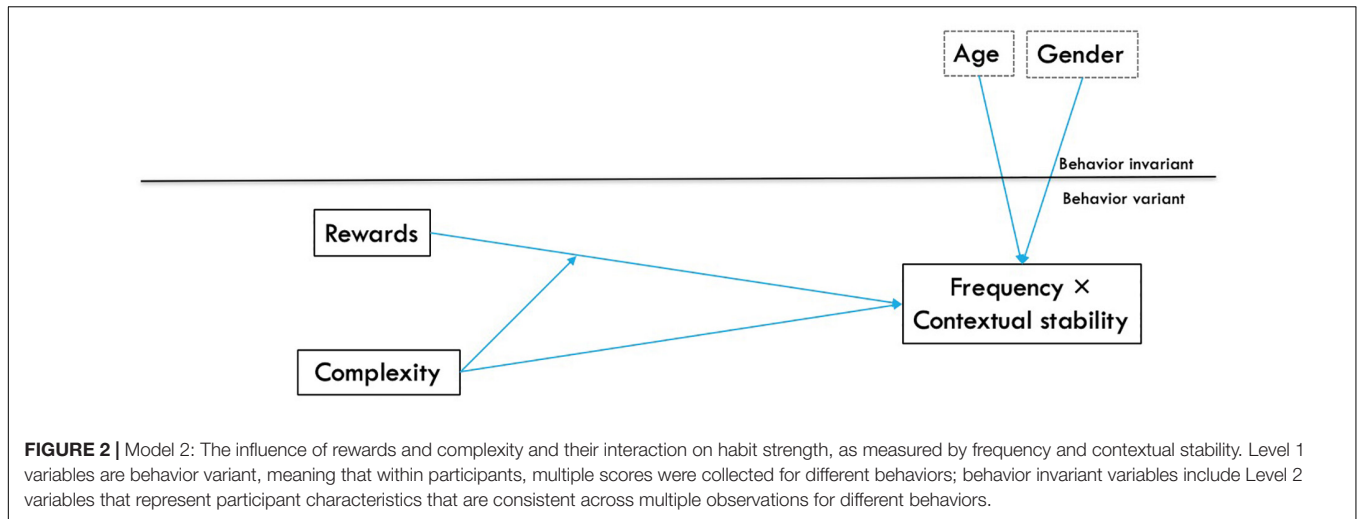 Age Gender
Behavior invariant
Behavior variant
Rewards
Frequency ×
Contextual stability
Complexity
FIGURE 2 | Model 2: The influence of rewards and complexity and their interaction on habit strength, as measured by frequency and contextual stability. Level 1
variables are behavior variant, meaning that within participants, multiple scores were collected for different behaviors; behavior invariant variables include Level 2
variables that represent participant characteristics that are consistent across multiple observations for different behaviors.